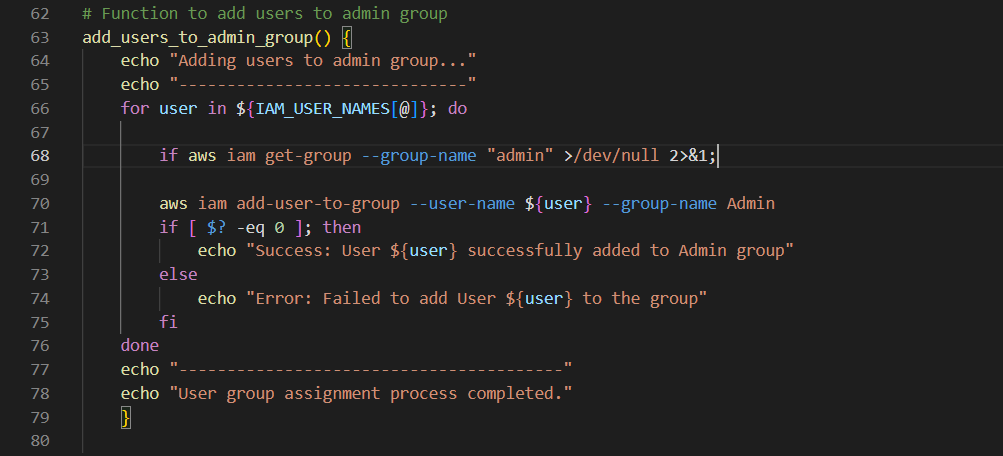 62 # Function to add users to admin group
63 add_users_to_admin_group() {
64 echo "Adding users to admin group..."
65 echo "------------------------------"
66 for user in ${IAM_USER_NAMES[@]}; do
67
68 if aws iam get-group --group-name "admin" >/dev/null 2>&1;
69
70 aws iam add-user-to-group --user-name ${user} --group-name Admin
71 if [ $? -eq 0 ]; then
72 echo "Success: User ${user} successfully added to Admin group"
73 else
74 echo "Error: Failed to add User ${user} to the group"
75 fi
76 done
77 echo "----------------------------------------"
78 echo "User group assignment process completed."
79 }
80